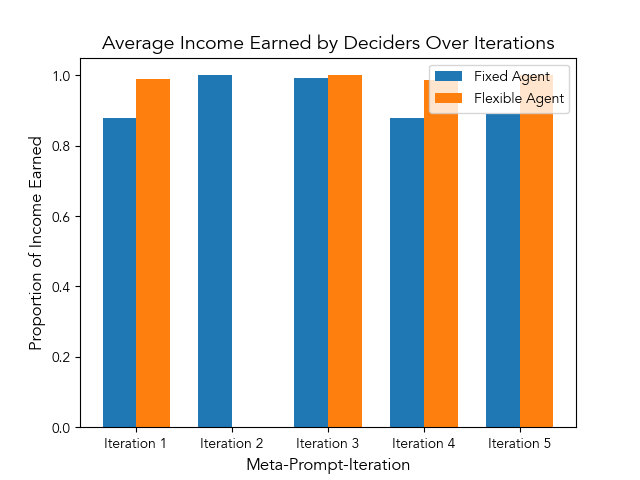 Average Income Earned by Deciders Over Iterations
Fixed Agent
Flexible Agent
Proportion of Income Earned
1.0
0.8
0.6
0.4
0.2
0.0
Iteration 1 Iteration 2 Iteration 3 Iteration 4 Iteration 5
Meta-Prompt-Iteration